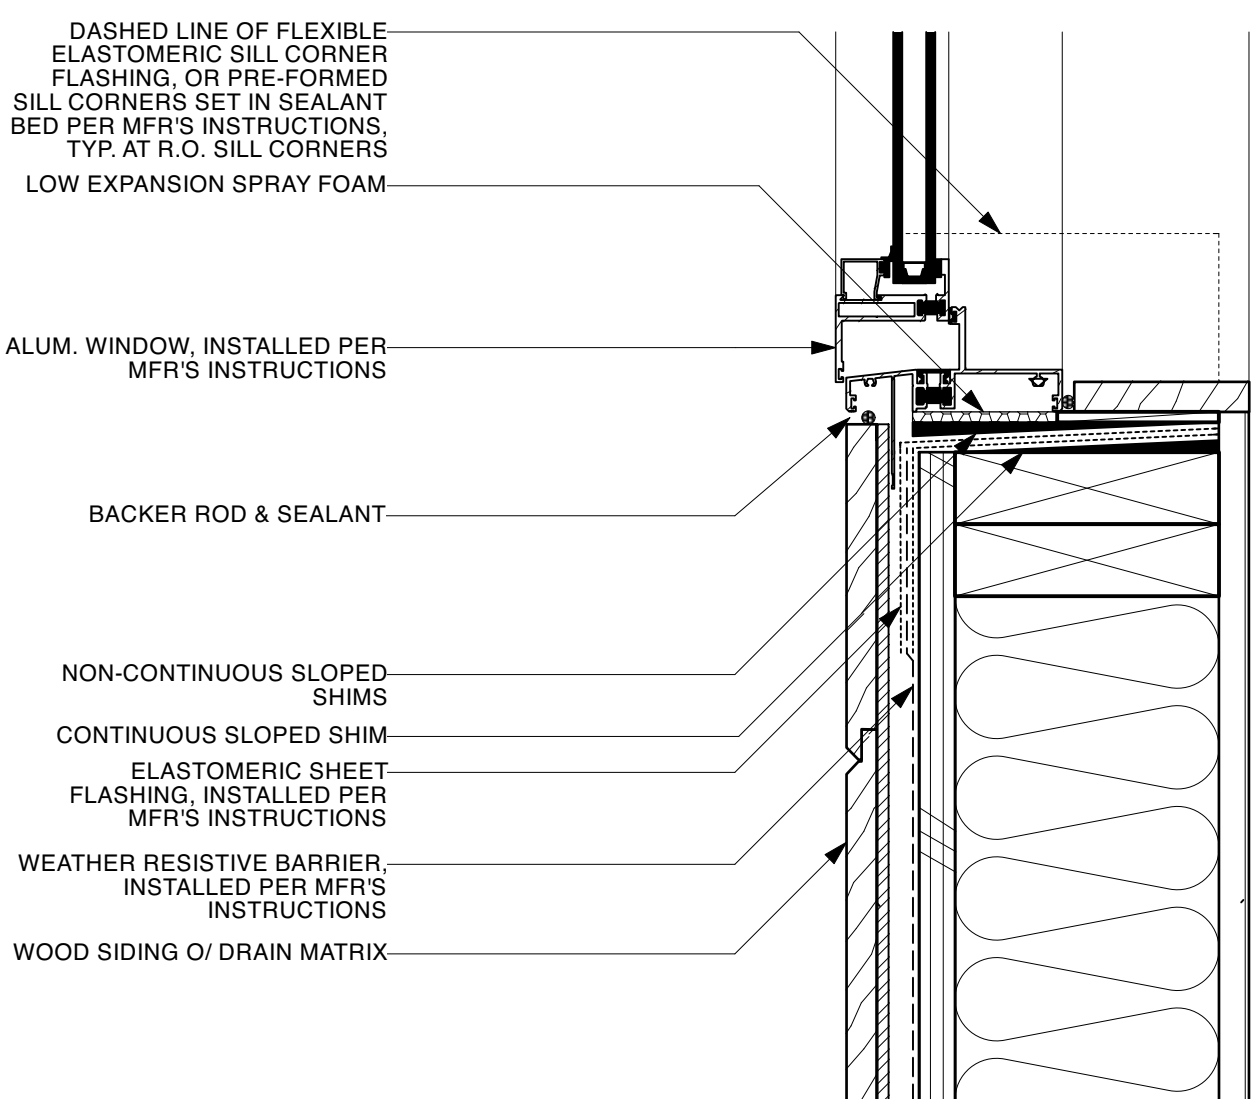 DASHED LINE OF FLEXIBLE
ELASTOMERIC SILL CORNER
FLASHING, OR PRE-FORMED
SILL CORNERS SET IN SEALANT
BED PER MFR'S INSTRUCTIONS,
TYP. AT R.O. SILL CORNERS
LOW EXPANSION SPRAY FOAM
ALUM. WINDOW, INSTALLED PER
MFR'S INSTRUCTIONS
BACKER ROD & SEALANT
NON-CONTINUOUS SLOPED
SHIMS
CONTINUOUS SLOPED SHIM
ELASTOMERIC SHEET
FLASHING, INSTALLED PER
MFR'S INSTRUCTIONS
WEATHER RESISTIVE BARRIER,
INSTALLED PER MFR'S
INSTRUCTIONS
WOOD SIDING O/ DRAIN MATRIX